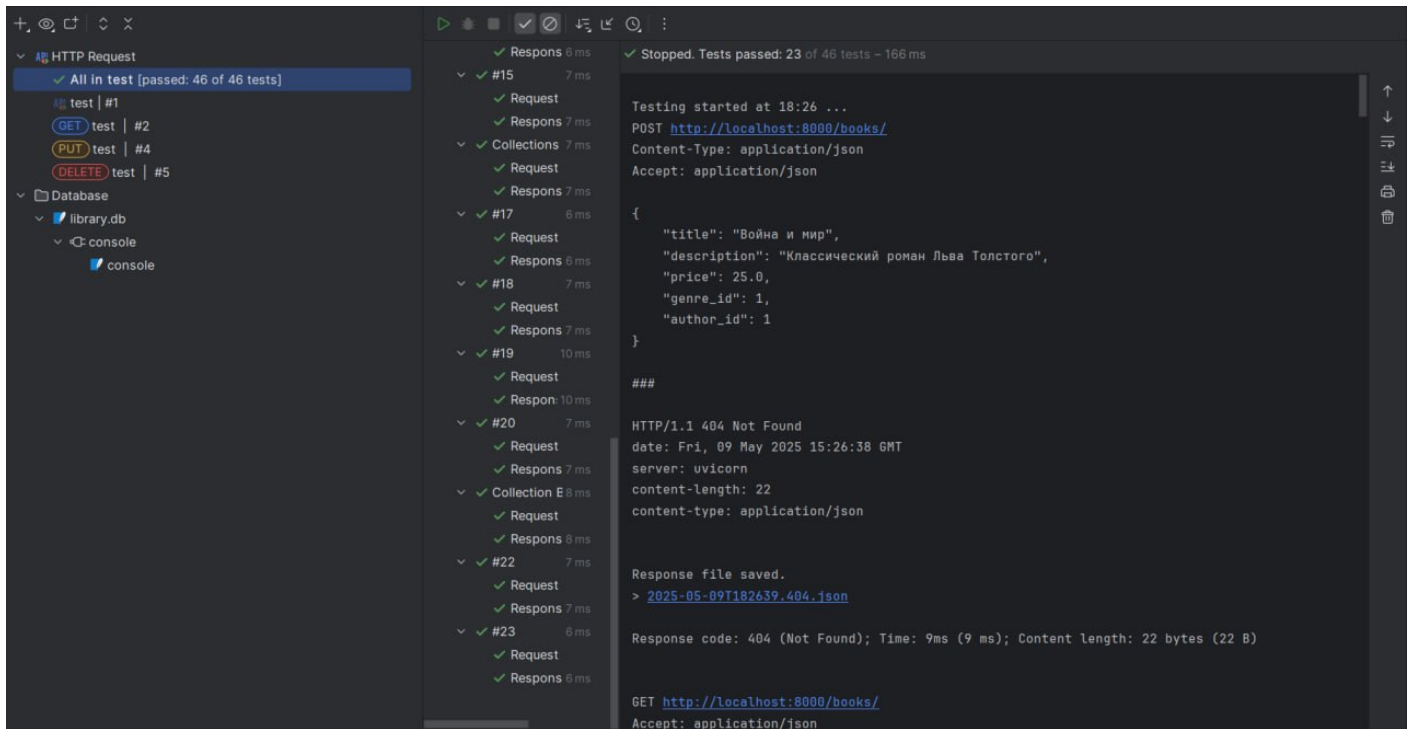 HTTP Request
All in test [passed: 46 of 46 tests]
test | #1
GET test | #2
PUT test | #4
DELETE test | #5
Database
library.db
console
console
Respons 6 ms
#15 7 ms
Request
Respons 7 ms
Collections 7 ms
Request
Respons 7 ms
#17 6 ms
Request
Respons 6 ms
#18 7 ms
Request
Respons 7 ms
#19 10 ms
Request
Respon: 10 ms
#20 7 ms
Request
Respons 7 ms
Collection E 8 ms
Request
Respons 8 ms
#22 7 ms
Request
Respons 7 ms
#23 6 ms
Request
Respons 6 ms
Stopped. Tests passed: 23 of 46 tests – 166 ms
Testing started at 18:26 ...
POST http://localhost:8000/books/
Content-Type: application/json
Accept: application/json
{
"title": "Война и мир",
"description": "Классический роман Льва Толстого",
"price": 25.0,
"genre_id": 1,
"author_id": 1
}
###
HTTP/1.1 404 Not Found
date: Fri, 09 May 2025 15:26:38 GMT
server: uvicorn
content-length: 22
content-type: application/json
Response file saved.
> 2025-05-09T182639.404.json
Response code: 404 (Not Found); Time: 9ms (9 ms); Content length: 22 bytes (22 B)
GET http://localhost:8000/books/
Accept: application/json